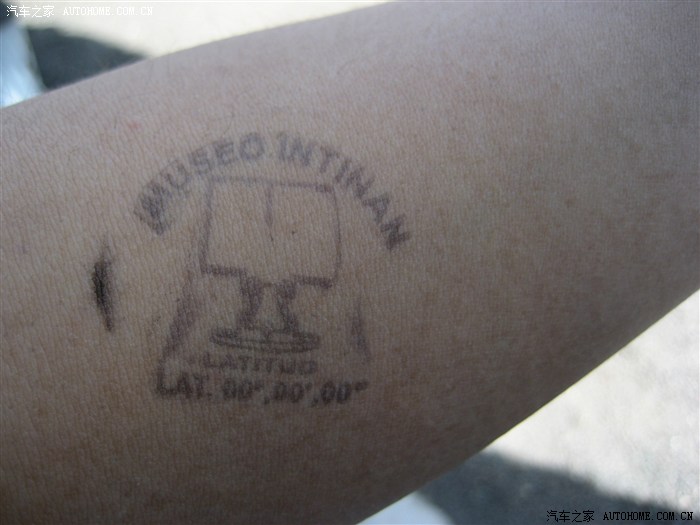 汽车之家 AUTOHOME.COM.CN
MUSEO INTIÑAN
LATITUD
LAT. 00°,00',00"
汽车之家 AUTOHOME.COM.CN